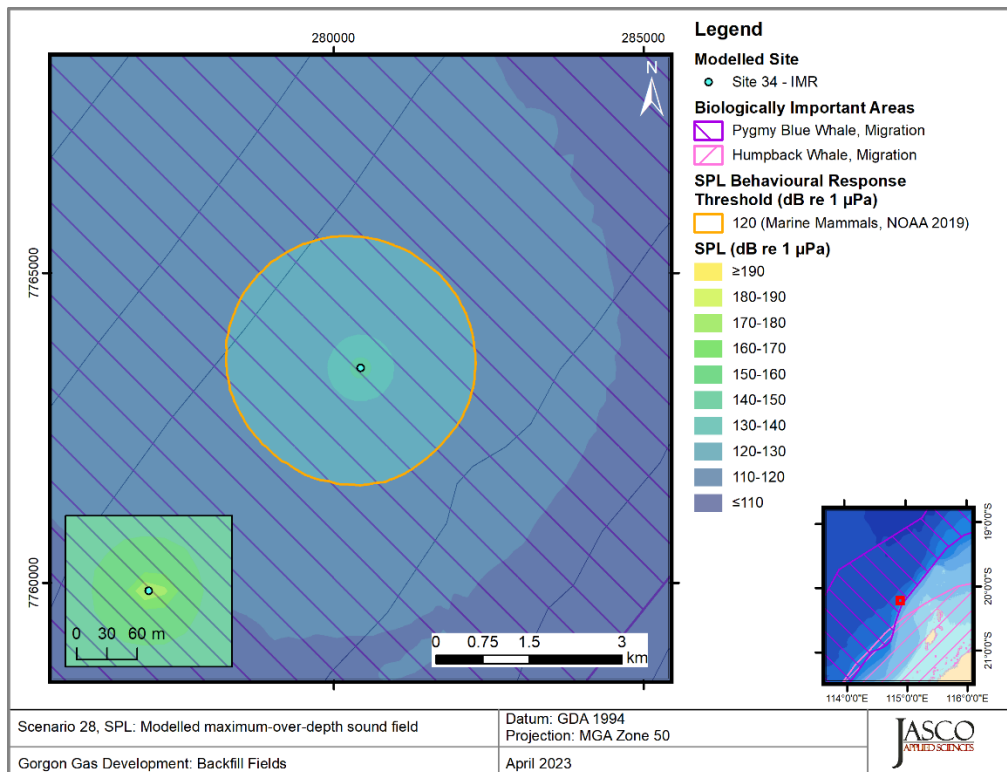 280000
285000
7765000
7760000
N
0 30 60 m
0 0.75 1.5 3
km
Legend
Modelled Site
Site 34 - IMR
Biologically Important Areas
Pygmy Blue Whale, Migration
Humpback Whale, Migration
SPL Behavioural Response
Threshold (dB re 1 µPa)
120 (Marine Mammals, NOAA 2019)
SPL (dB re 1 µPa)
≥190
180-190
170-180
160-170
150-160
140-150
130-140
120-130
110-120
≤110
19°0'0"S
20°0'0"S
21°0'0"S
114°0'0"E 115°0'0"E 116°0'0"E
Scenario 28, SPL: Modelled maximum-over-depth sound field
Datum: GDA 1994
Projection: MGA Zone 50
Gorgon Gas Development: Backfill Fields
April 2023
JASCO
APPLIED SCIENCES